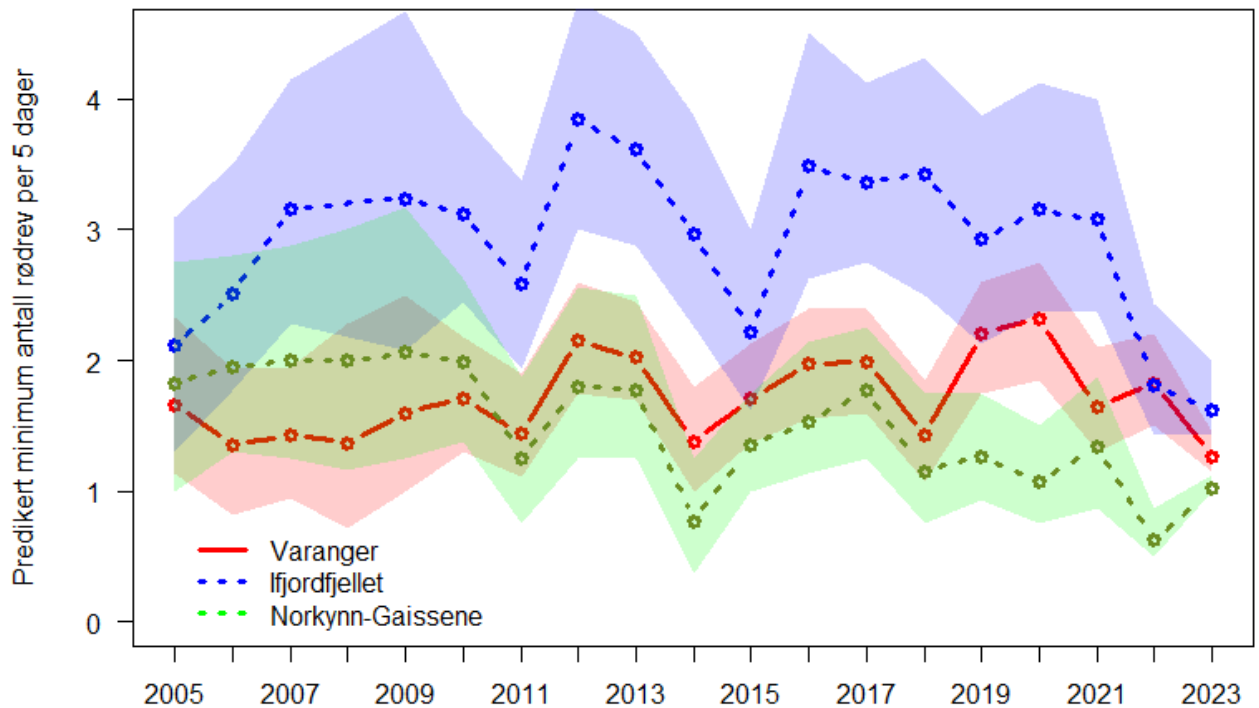 Predikert minimum antall rødrev per 5 dager
4
3
2
1
0
Varanger
Ifjordfjellet
Norkynn-Gaissene
2005 2007 2009 2011 2013 2015 2017 2019 2021 2023